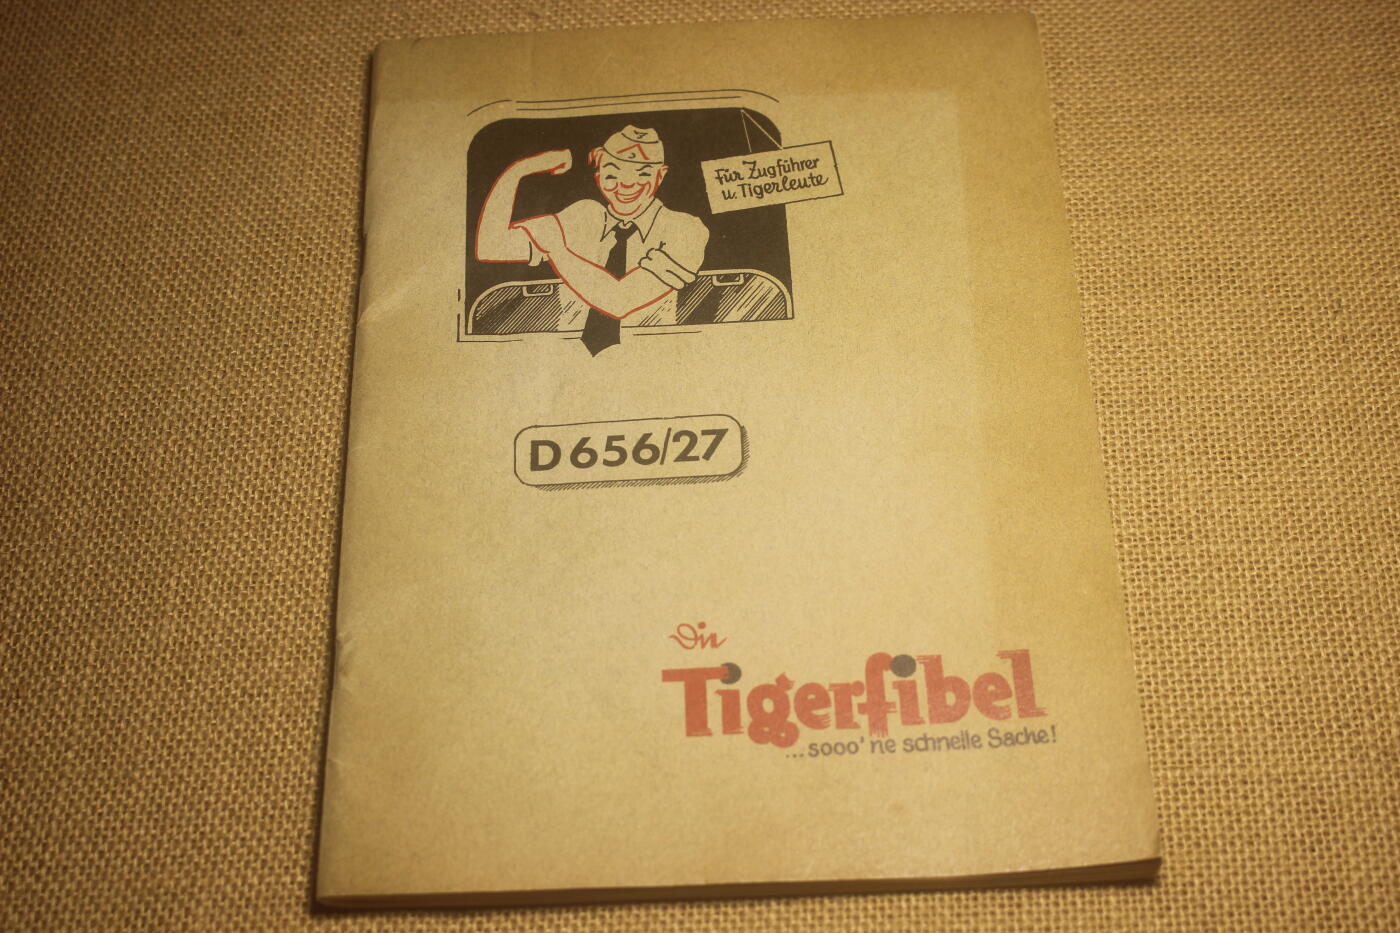 Für Zugführer
u. Tigerleute
D 656/27
Die
Tigerfibel
...sooo' ne schnelle Sache!